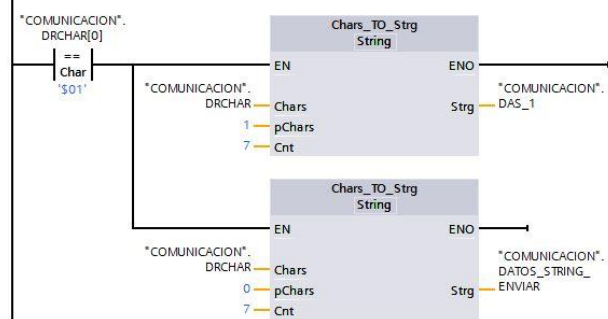 "COMUNICACION".
DRCHAR[0]
==
Char
'$01'
Chars_TO_Strg
String
EN
ENO
"COMUNICACION".
DRCHAR
Chars
1
pChars
7
Cnt
Strg
"COMUNICACION".
DAS_1
Chars_TO_Strg
String
EN
ENO
"COMUNICACION".
DRCHAR
Chars
0
pChars
7
Cnt
Strg
"COMUNICACION".
DATOS_STRING_
ENVIAR